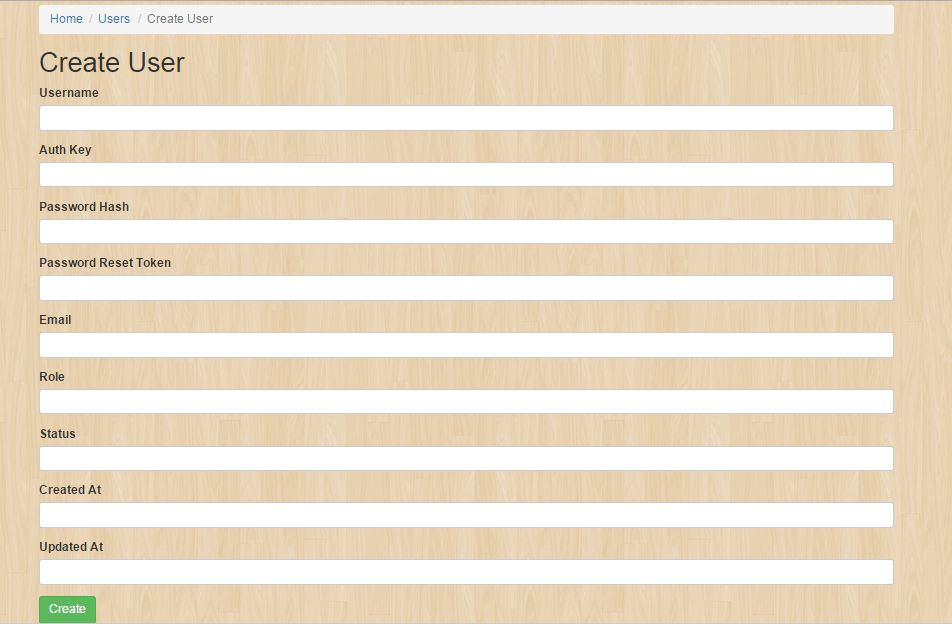 Home / Users / Create User
Create User
Username
Auth Key
Password Hash
Password Reset Token
Email
Role
Status
Created At
Updated At
Create